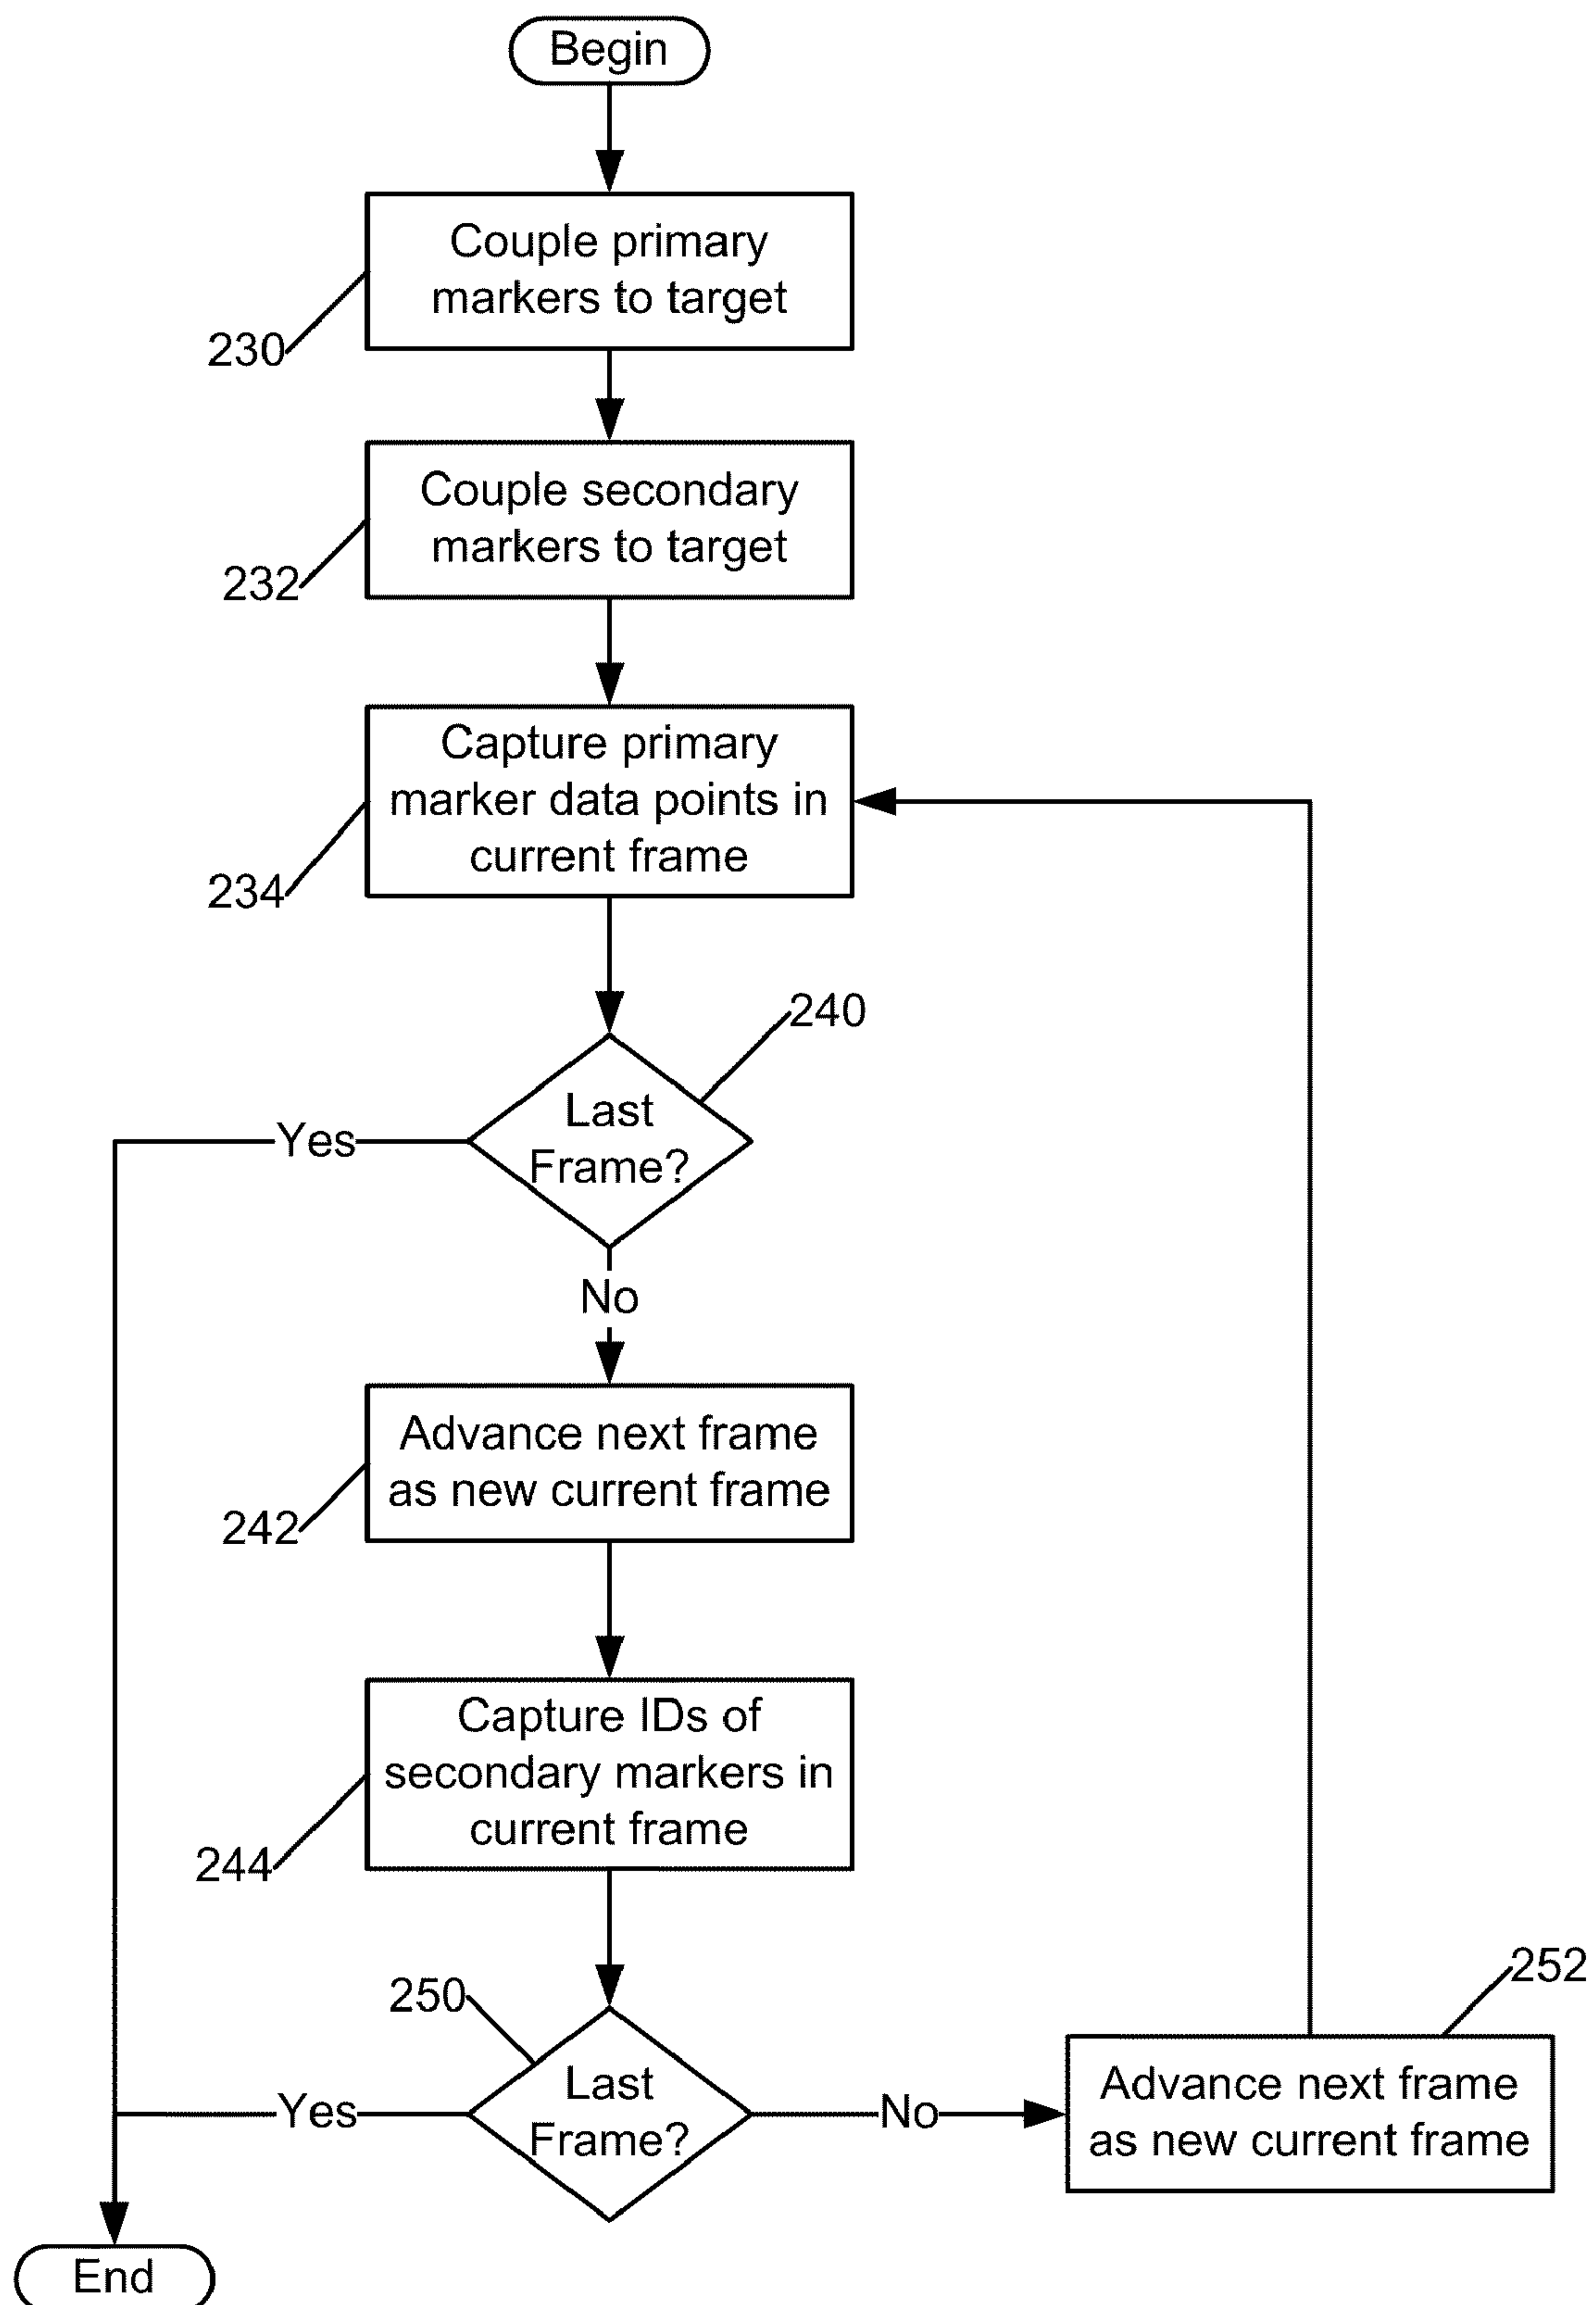 Begin
Couple primary
markers to target
230
Couple secondary
markers to target
232
Capture primary
marker data points in
current frame
234
240
Last
Frame?
Yes
No
Advance next frame
as new current frame
242
Capture IDs of
secondary markers in
current frame
244
250
252
Last
Frame?
Yes
No
Advance next frame
as new current frame
End